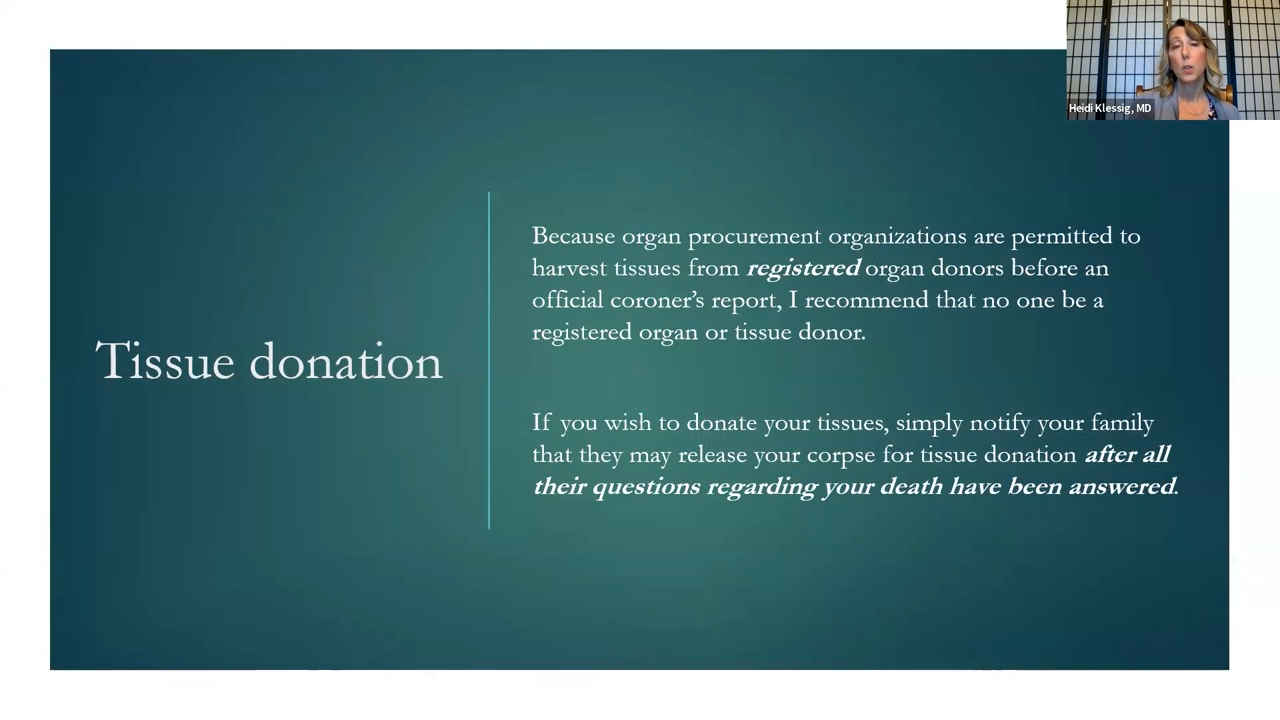 Heidi Klessig, MD
Tissue donation
Because organ procurement organizations are permitted to
harvest tissues from registered organ donors before an
official coroner’s report, I recommend that no one be a
registered organ or tissue donor.
If you wish to donate your tissues, simply notify your family
that they may release your corpse for tissue donation after all
their questions regarding your death have been answered.